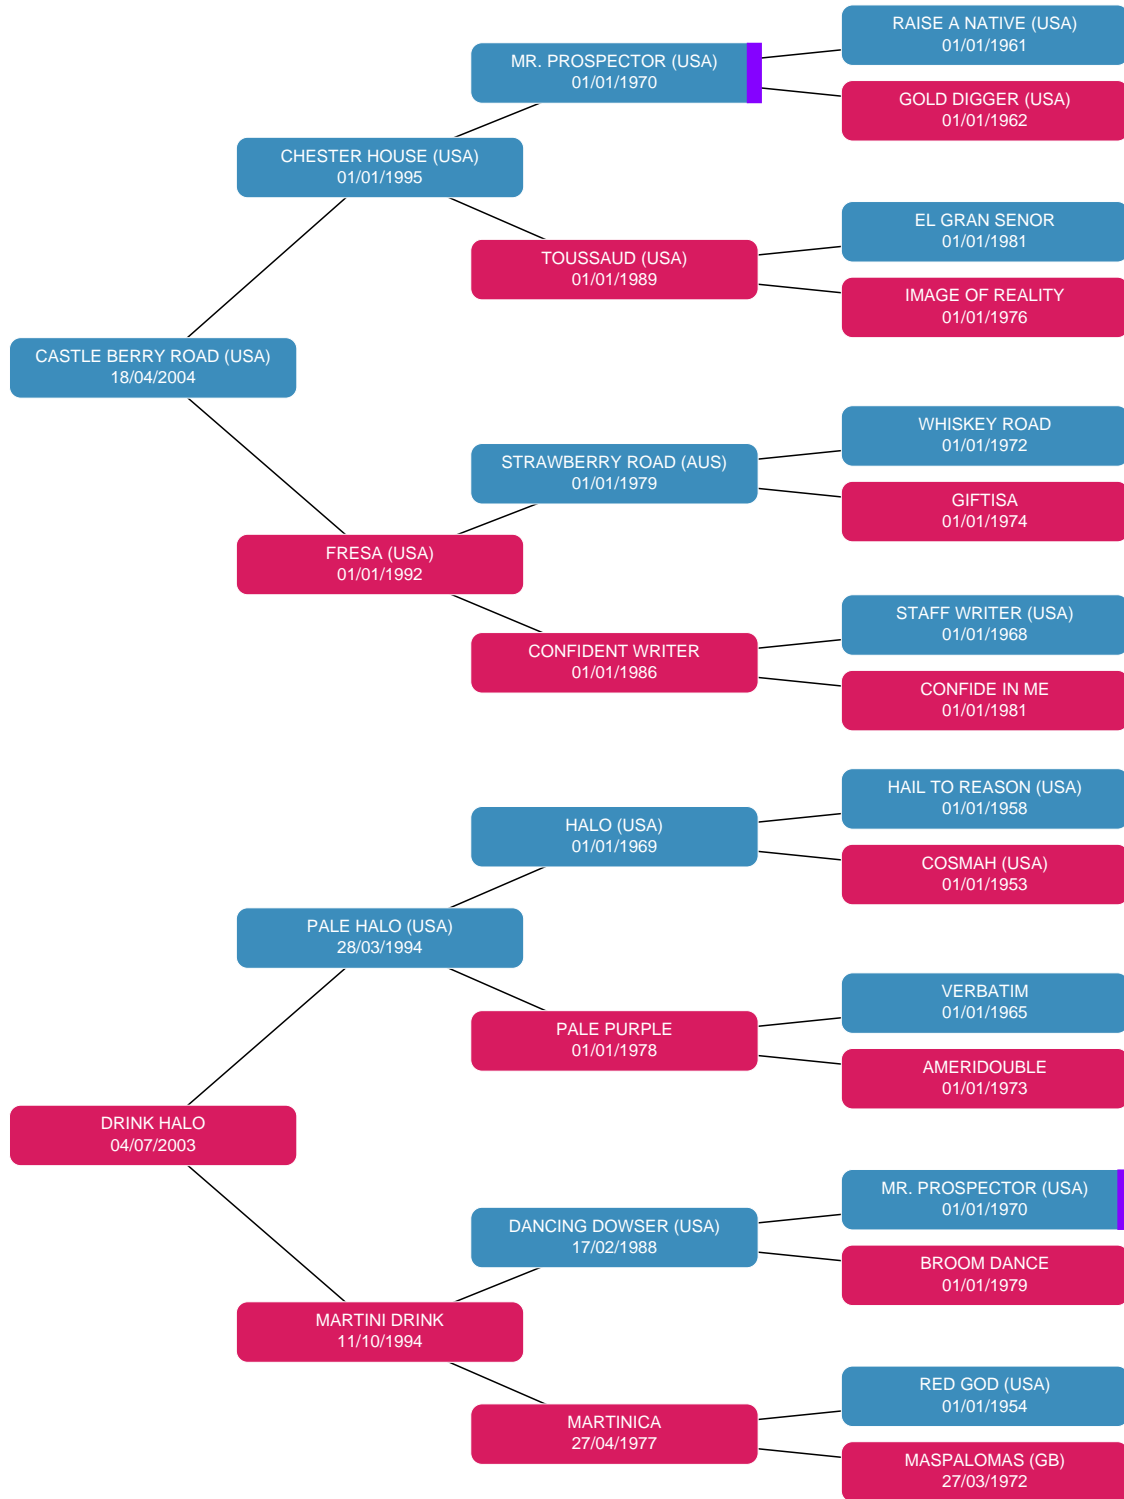 RAISE A NATIVE (USA)
01/01/1961
MR. PROSPECTOR (USA)
01/01/1970
GOLD DIGGER (USA)
01/01/1962
CHESTER HOUSE (USA)
01/01/1995
EL GRAN SENOR
01/01/1981
TOUSSAUD (USA)
01/01/1989
IMAGE OF REALITY
01/01/1976
CASTLE BERRY ROAD (USA)
18/04/2004
WHISKEY ROAD
01/01/1972
STRAWBERRY ROAD (AUS)
01/01/1979
GIFTISA
01/01/1974
FRESA (USA)
01/01/1992
STAFF WRITER (USA)
01/01/1968
CONFIDENT WRITER
01/01/1986
CONFIDE IN ME
01/01/1981
HAIL TO REASON (USA)
01/01/1958
HALO (USA)
01/01/1969
COSMAH (USA)
01/01/1953
PALE HALO (USA)
28/03/1994
VERBATIM
01/01/1965
PALE PURPLE
01/01/1978
AMERIDOUBLE
01/01/1973
DRINK HALO
04/07/2003
MR. PROSPECTOR (USA)
01/01/1970
DANCING DOWSER (USA)
17/02/1988
BROOM DANCE
01/01/1979
MARTINI DRINK
11/10/1994
RED GOD (USA)
01/01/1954
MARTINICA
27/04/1977
MASPALOMAS (GB)
27/03/1972